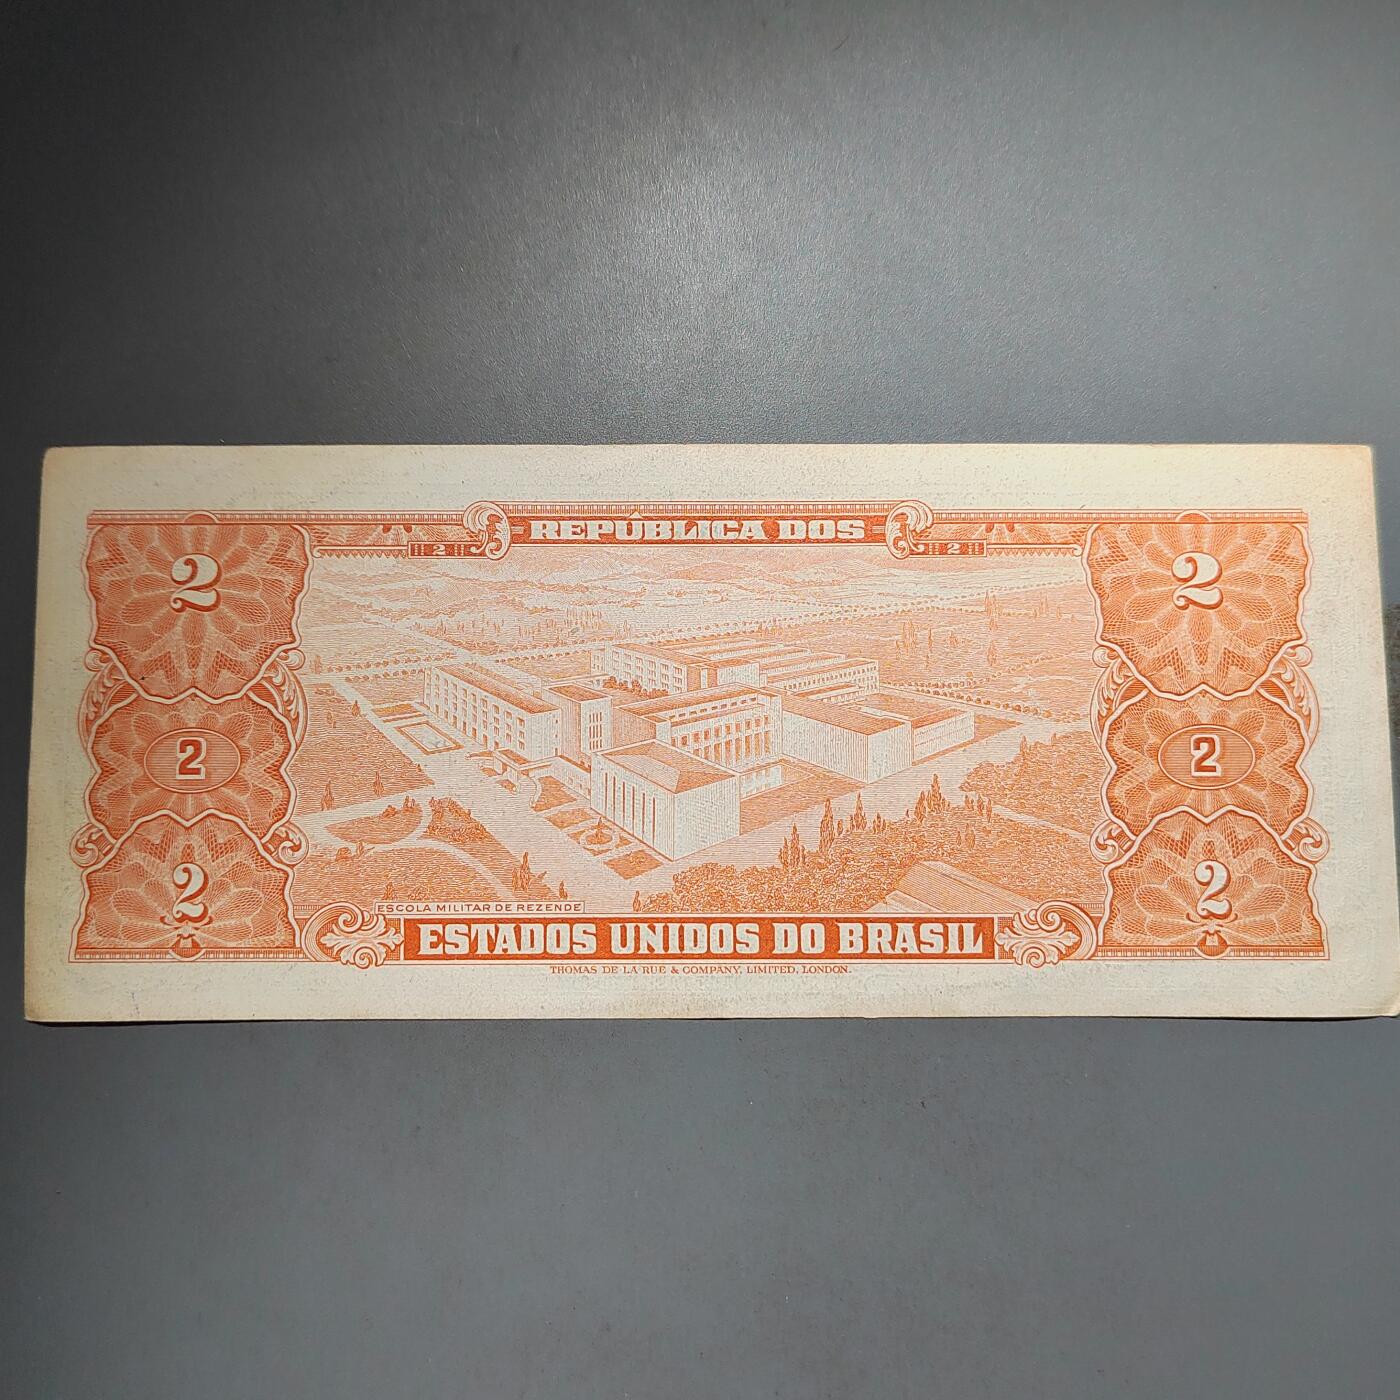 REPÚBLICA DOS
2 2
2 2
2 2
2 2
ESCOLA MILITAR DE REZENDE
ESTADOS UNIDOS DO BRASIL
THOMAS DE LA RUE & COMPANY, LIMITED, LONDON.